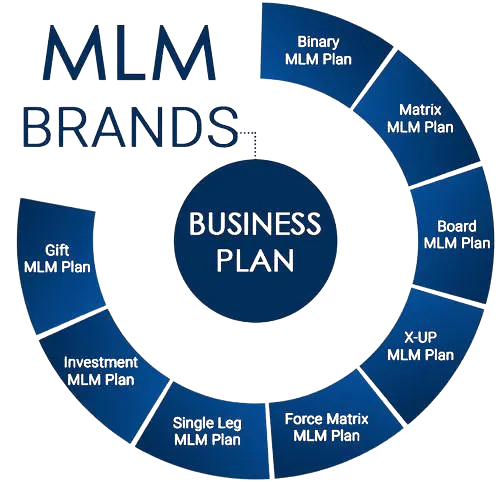 MLM
BRANDS
BUSINESS
PLAN
Binary
MLM Plan
Matrix
MLM Plan
Board
MLM Plan
X-UP
MLM Plan
Force Matrix
MLM Plan
Single Leg
MLM Plan
Investment
MLM Plan
Gift
MLM Plan